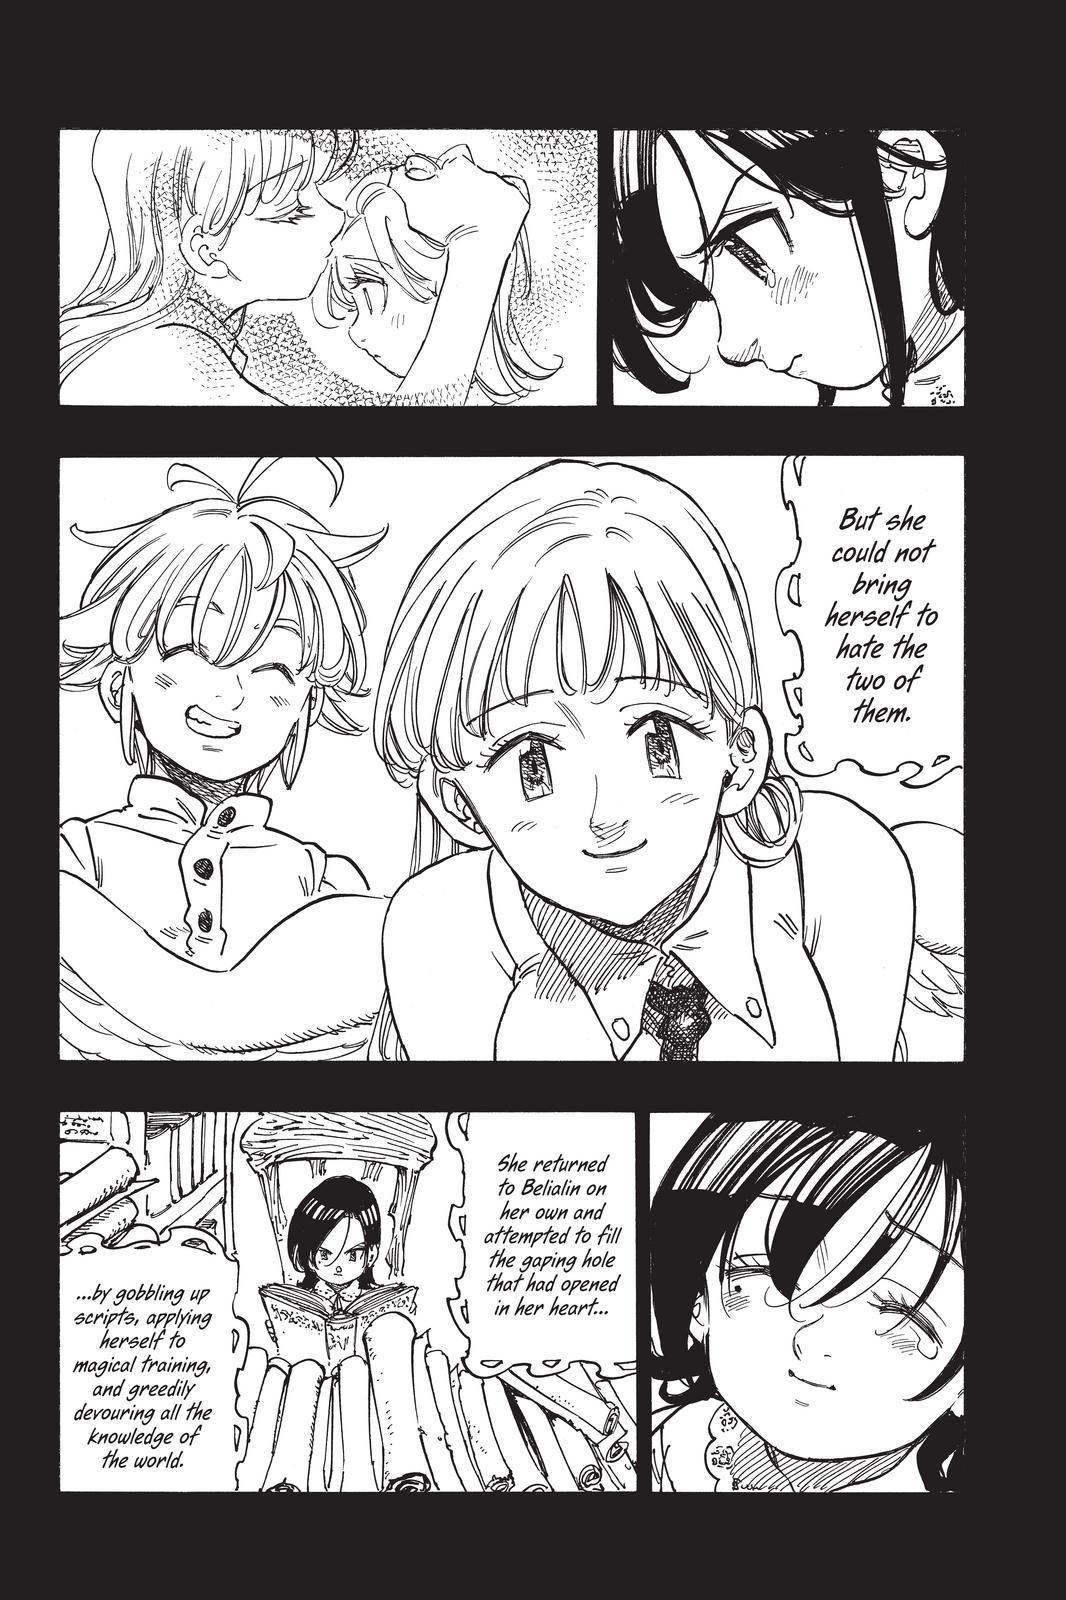 But she
could not
bring
herself to
hate the
two of
them.
She returned
to Belialin on
her own and
attempted to fill
the gaping hole
that had opened
in her heart...
...by gobbling up
scripts, applying
herself to
magical training,
and greedily
devouring all the
knowledge of
the world.